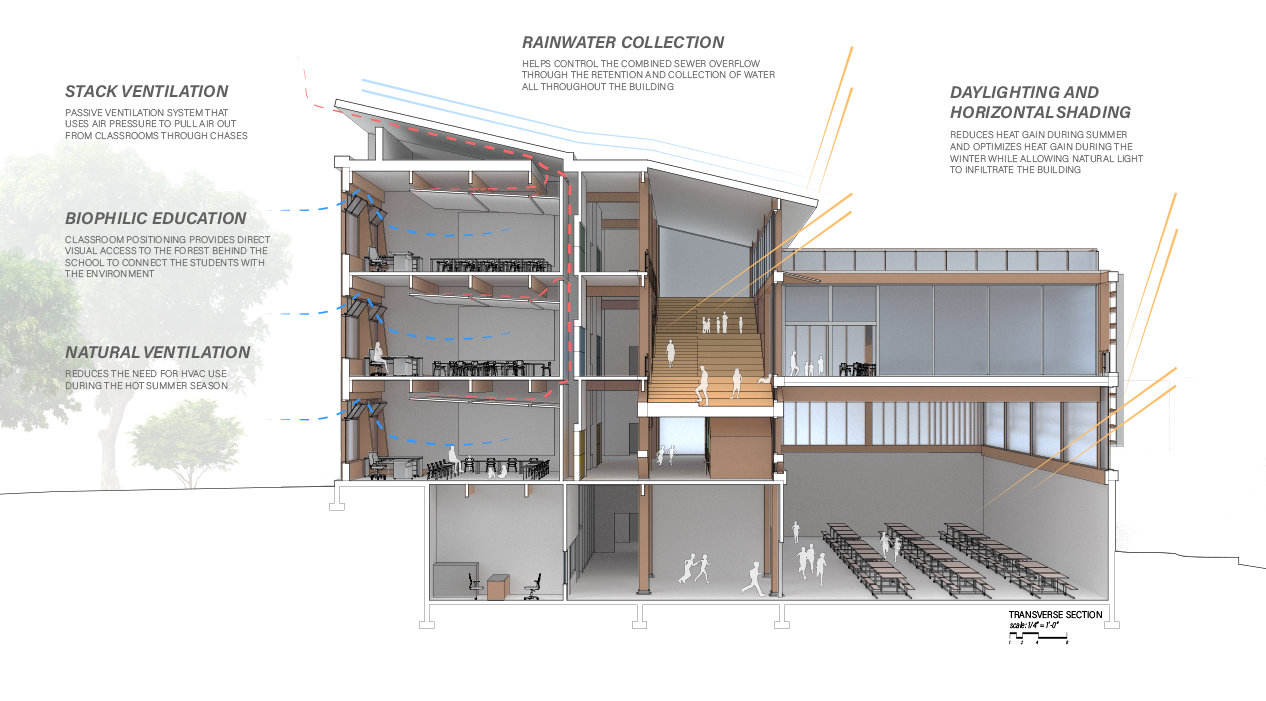 RAINWATER COLLECTION
HELPS CONTROL THE COMBINED SEWER OVERFLOW
THROUGH THE RETENTION AND COLLECTION OF WATER
ALL THROUGHOUT THE BUILDING
STACK VENTILATION
PASSIVE VENTILATION SYSTEM THAT
USES AIR PRESSURE TO PULL AIR OUT
FROM CLASSROOMS THROUGH CHASES
DAYLIGHTING AND
HORIZONTAL SHADING
REDUCES HEAT GAIN DURING SUMMER
AND OPTIMIZES HEAT GAIN DURING THE
WINTER WHILE ALLOWING NATURAL LIGHT
TO INFILTRATE THE BUILDING
BIOPHILIC EDUCATION
CLASSROOM POSITIONING PROVIDES DIRECT
VISUAL ACCESS TO THE FOREST BEHIND THE
SCHOOL TO CONNECT THE STUDENTS WITH
THE ENVIRONMENT
NATURAL VENTILATION
REDUCES THE NEED FOR HVAC USE
DURING THE HOT SUMMER SEASON
TRANSVERSE SECTION
scale: 1/4" = 1'-0"